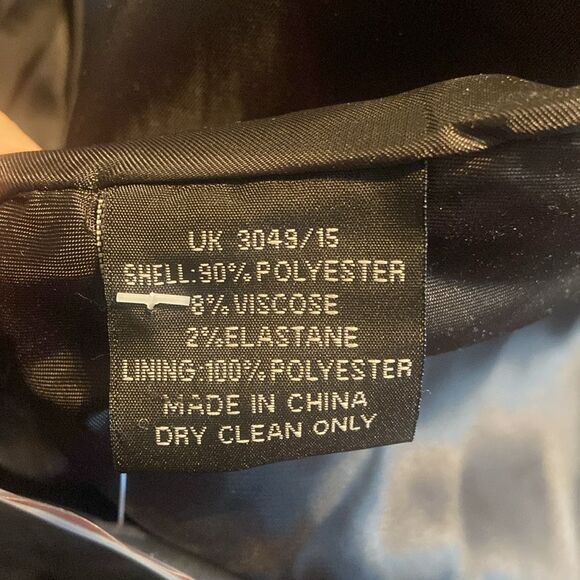 UK 3049/15
SHELL:90% POLYESTER
8% VISCOSE
2% ELASTANE
LINING:100% POLYESTER
MADE IN CHINA
DRY CLEAN ONLY